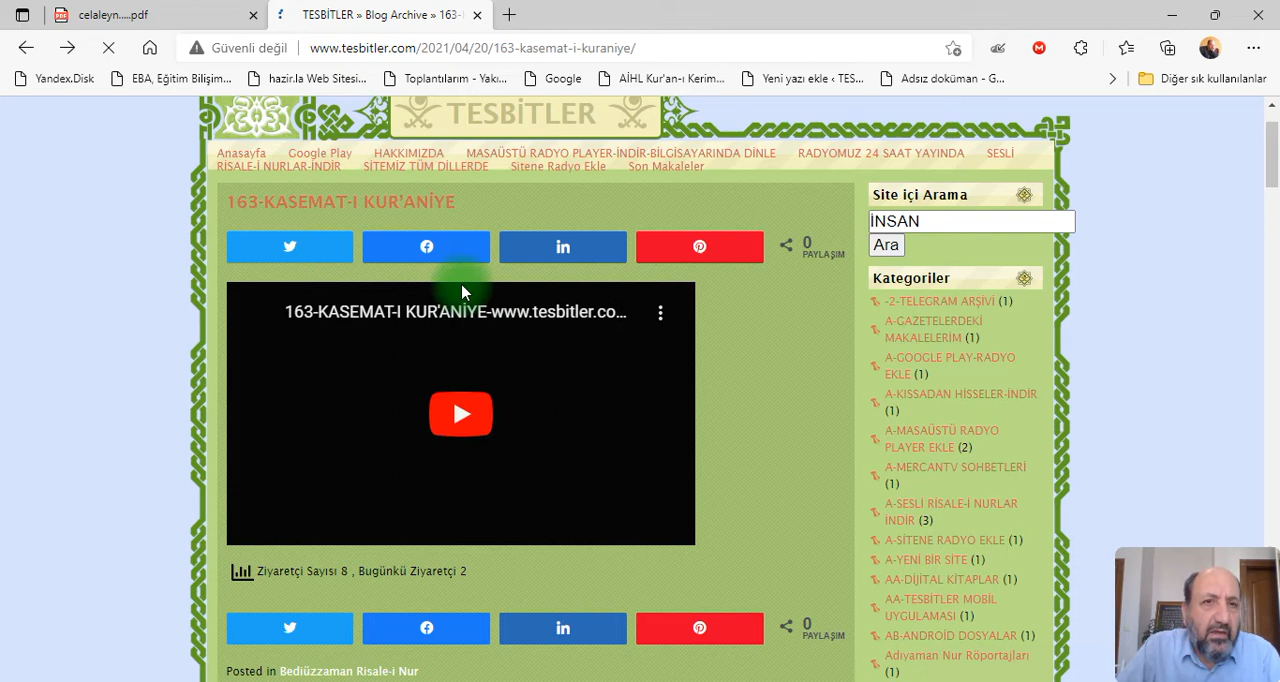 celaleyn.....pdf
TESBİTLER » Blog Archive » 163-
Güvenli değil
www.tesbitler.com/2021/04/20/163-kasemat-i-kuraniye/
Yandex.Disk
EBA, Eğitim Bilişim...
hazir.la Web Sitesi...
Toplantılarım - Yakı...
Google
AİHL Kur'an-ı Kerim...
Yeni yazı ekle ‹ TES...
Adsız doküman - G...
Diğer sık kullanılanlar
TESBİTLER
Anasayfa Google Play HAKKIMIZDA MASAÜSTÜ RADYO PLAYER-İNDİR-BİLGİSAYARINDA DİNLE RADYOMUZ 24 SAAT YAYINDA SESLİ
RİSALE-İ NURLAR-İNDİR SİTEMİZ TÜM DİLLERDE Sitene Radyo Ekle Son Makaleler
163-KASEMAT-I KUR'ANİYE
0
PAYLAŞIM
163-KASEMAT-I KUR'ANİYE-www.tesbitler.co...
Ziyaretçi Sayısı 8 , Bugünkü Ziyaretçi 2
0
PAYLAŞIM
Posted in Bediüzzaman Risale-i Nur
Site içi Arama
İNSAN
Ara
Kategoriler
-2-TELEGRAM ARŞİVİ (1)
A-GAZETELERDEKİ
MAKALELERİM (1)
A-GOOGLE PLAY-RADYO
EKLE (1)
A-KISSADAN HİSSELER-İNDİR
(1)
A-MASAÜSTÜ RADYO
PLAYER EKLE (2)
A-MERCANTV SOHBETLERİ
(1)
A-SESLİ RİSALE-İ NURLAR
İNDİR (3)
A-SİTENE RADYO EKLE (1)
A-YENİ BİR SİTE (1)
AA-DİJİTAL KİTAPLAR (1)
AA-TESBİTLER MOBİL
UYGULAMASI (1)
AB-ANDROİD DOSYALAR (1)
Adıyaman Nur Röportajları
(1)